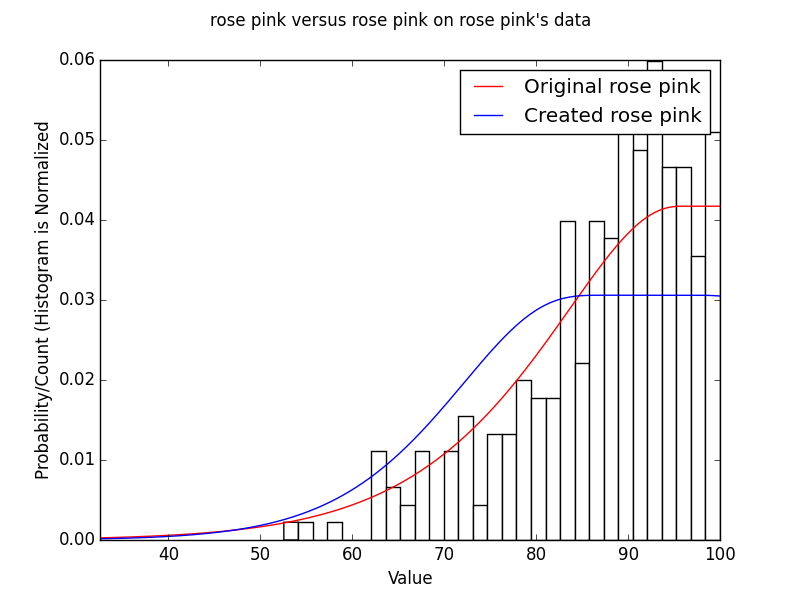 rose pink versus rose pink on rose pink's data
0.06
0.05
0.04
0.03
0.02
0.01
0.00
Probability/Count (Histogram is Normalized
Original rose pink
Created rose pink
40 50 60 70 80 90 100
Value